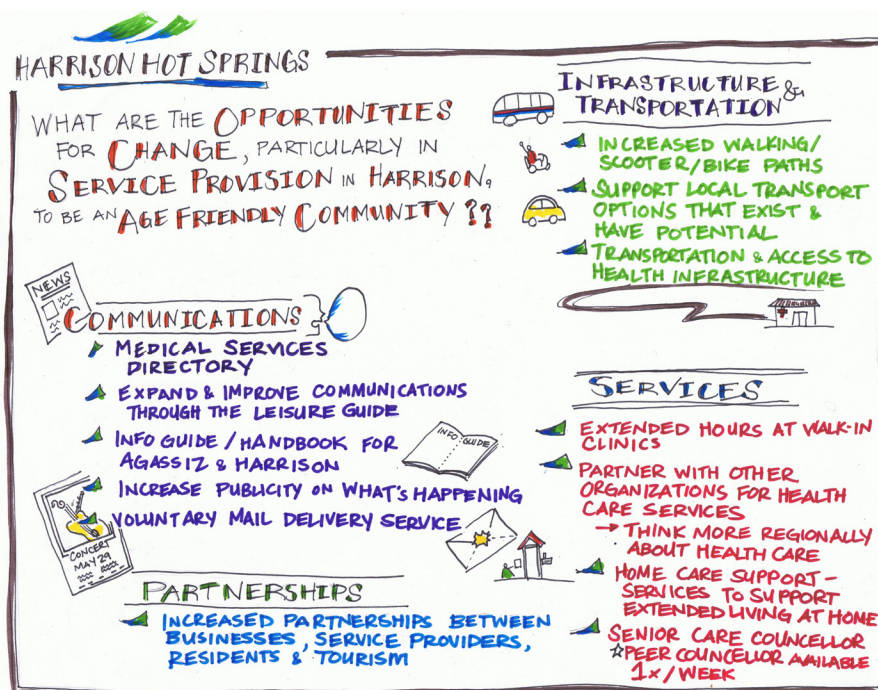 HARRISON HOT SPRINGS
WHAT ARE THE OPPORTUNITIES
FOR CHANGE, PARTICULARLY IN
SERVICE PROVISION IN HARRISON,
TO BE AN AGE FRIENDLY COMMUNITY ??
NEWS
COMMUNICATIONS
MEDICAL SERVICES
DIRECTORY
EXPAND & IMPROVE COMMUNICATIONS
THROUGH THE LEISURE GUIDE
INFO GUIDE / HANDBOOK FOR
AGASSIZ & HARRISON
INFO GUIDE
INCREASE PUBLICITY ON WHAT'S HAPPENING
VOLUNTARY MAIL DELIVERY SERVICE
CONCERT
MAY 29
PARTNERSHIPS
INCREASED PARTNERSHIPS BETWEEN
BUSINESSES, SERVICE PROVIDERS,
RESIDENTS & TOURISM
INFRASTRUCTURE &
TRANSPORTATION
INCREASED WALKING/
SCOOTER/BIKE PATHS
SUPPORT LOCAL TRANSPORT
OPTIONS THAT EXIST &
HAVE POTENTIAL
TRANSPORTATION & ACCESS TO
HEALTH INFRASTRUCTURE
SERVICES
EXTENDED HOURS AT WALK-IN
CLINICS
PARTNER WITH OTHER
ORGANIZATIONS FOR HEALTH
CARE SERVICES
→ THINK MORE REGIONALLY
ABOUT HEALTH CARE
HOME CARE SUPPORT -
SERVICES TO SUPPORT
EXTENDED LIVING AT HOME
SENIOR CARE COUNCELLOR
☆PEER COUNCELLOR AVAILABLE
1x/WEEK